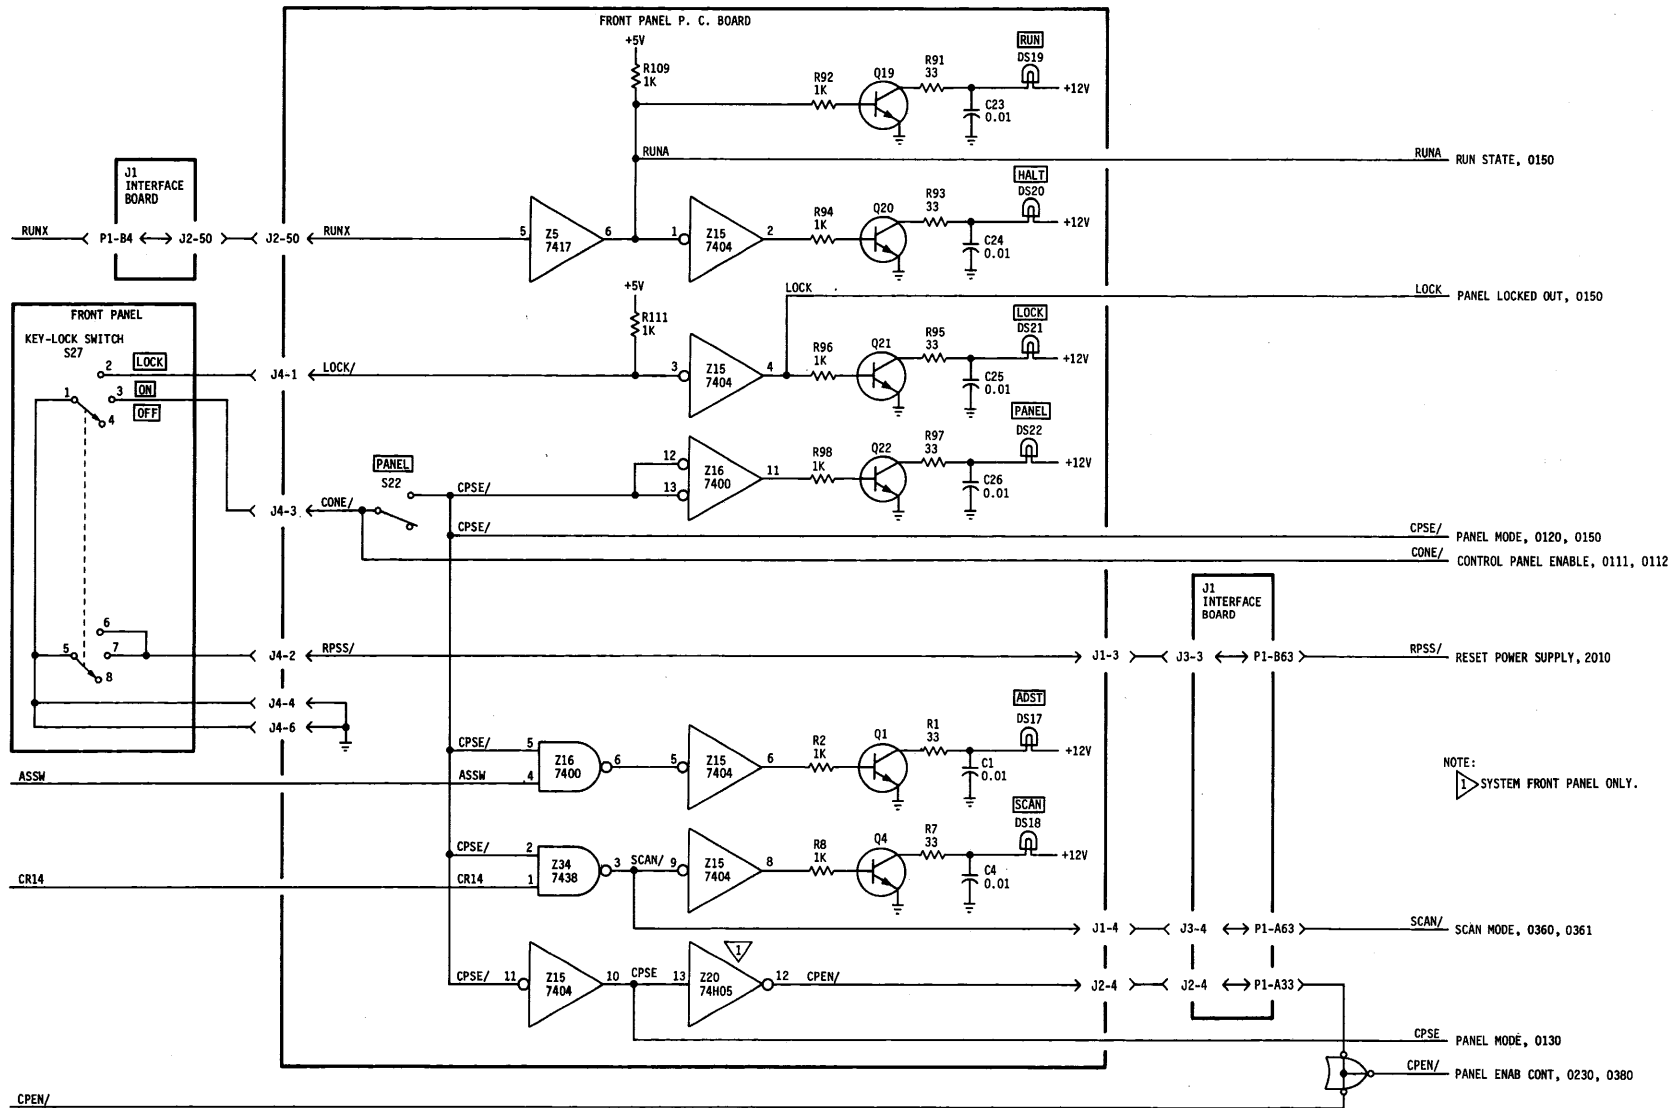 FRONT PANEL P. C. BOARD
+5V
R109
1K
R92
1K
Q19
R91
33
RUN
DS19
+12V
C23
0.01
RUNA
RUNA RUN STATE, 0150
J1
INTERFACE
BOARD
RUNX P1-B4 J2-50 J2-50 RUNX
5 Z5 6
7417
1 Z15 2
7404
R94
1K
Q20
R93
33
HALT
DS20
+12V
C24
0.01
LOCK
LOCK PANEL LOCKED OUT, 0150
FRONT PANEL
KEY-LOCK SWITCH
S27
2 LOCK
1 3 ON
4 OFF
J4-1 LOCK/
+5V
R111
1K
3 Z15 4
7404
R96
1K
Q21
R95
33
LOCK
DS21
+12V
C25
0.01
PANEL
S22
J4-3 CONE/
CPSE/
12
13
Z16 11
7400
R98
1K
Q22
R97
33
PANEL
DS22
+12V
C26
0.01
CPSE/
CPSE/ PANEL MODE, 0120, 0150
CONE/ CONTROL PANEL ENABLE, 0111, 0112
J1
INTERFACE
BOARD
6
5 7
8
J4-2 RPSS/ J1-3 J3-3 P1-B63 RPSS/ RESET POWER SUPPLY, 2010
J4-4
J4-6
CPSE/ 5
ASSW ASSW 4
Z16 6
7400
5 Z15 6
7404
R2
1K
Q1
R1
33
ADST
DS17
+12V
C1
0.01
NOTE:
1 SYSTEM FRONT PANEL ONLY.
CPSE/ 2
CR14 CR14 1
Z34 3
7438
SCAN/ 9 Z15 8
7404
R8
1K
Q4
R7
33
SCAN
DS18
+12V
C4
0.01
J1-4 J3-4 P1-A63 SCAN/ SCAN MODE, 0360, 0361
1
CPSE/ 11 Z15 10 CPSE 13 Z20 12 CPEN/ J2-4 J2-4 P1-A33
7404 74H05
CPSE PANEL MODE, 0130
CPEN/ PANEL ENAB CONT, 0230, 0380
CPEN/